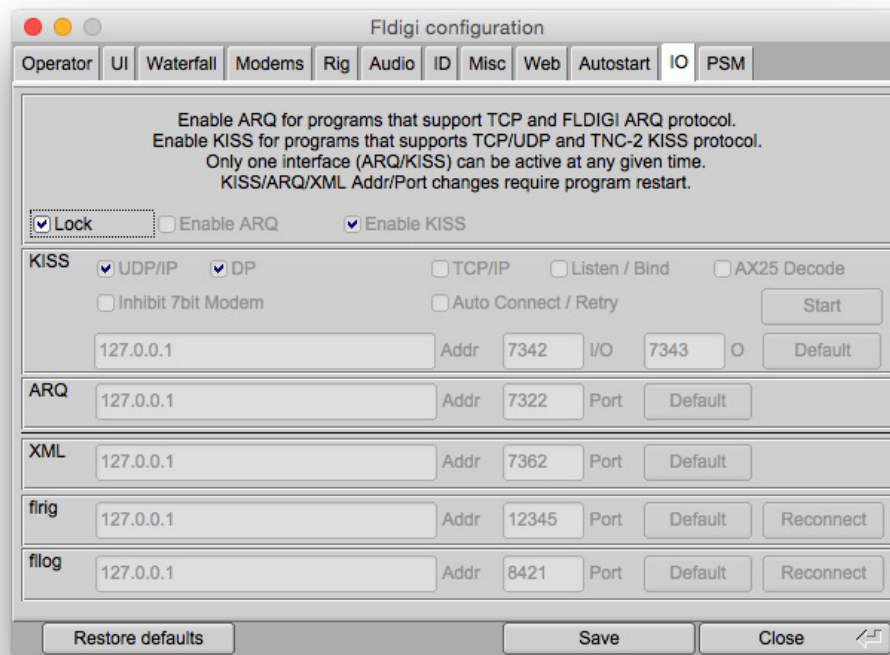 Fldigi configuration
Operator UI Waterfall Modems Rig Audio ID Misc Web Autostart IO PSM
Enable ARQ for programs that support TCP and FLDIGI ARQ protocol.
Enable KISS for programs that supports TCP/UDP and TNC-2 KISS protocol.
Only one interface (ARQ/KISS) can be active at any given time.
KISS/ARQ/XML Addr/Port changes require program restart.
Lock Enable ARQ Enable KISS
KISS UDP/IP DP TCP/IP Listen / Bind AX25 Decode
Inhibit 7bit Modem Auto Connect / Retry Start
127.0.0.1 Addr 7342 I/O 7343 O Default
ARQ 127.0.0.1 Addr 7322 Port Default
XML 127.0.0.1 Addr 7362 Port Default
flrig 127.0.0.1 Addr 12345 Port Default Reconnect
fllog 127.0.0.1 Addr 8421 Port Default Reconnect
Restore defaults Save Close